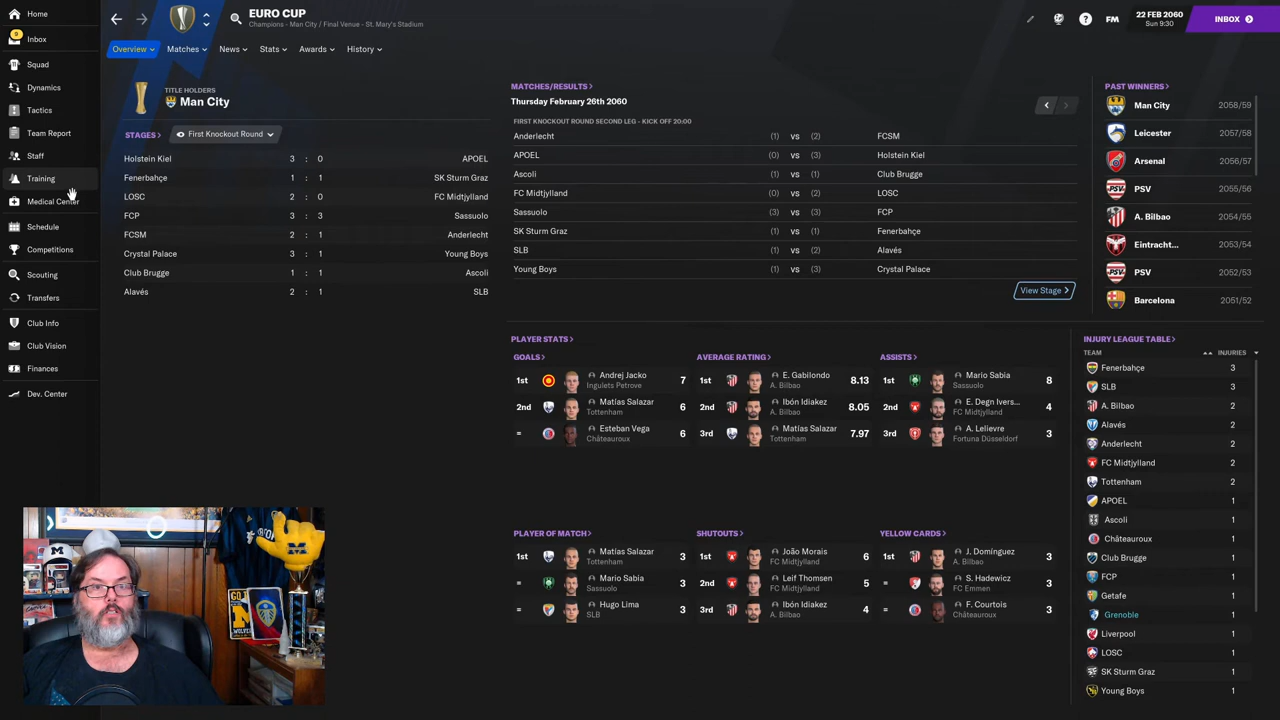 Home
Inbox
Squad
Dynamics
Tactics
Team Report
Staff
Training
Medical Center
Schedule
Competitions
Scouting
Transfers
Club Info
Club Vision
Finances
Dev. Center
EURO CUP
Champions - Man City / Final Venue - St. Mary's Stadium
FM
22 FEB 2060
Sun 9:30
INBOX
Overview
Matches
News
Stats
Awards
History
TITLE HOLDERS
Man City
STAGES
First Knockout Round
Holstein Kiel 3 : 0 APOEL
Fenerbahçe 1 : 1 SK Sturm Graz
LOSC 2 : 0 FC Midtjylland
FCP 3 : 3 Sassuolo
FCSM 2 : 1 Anderlecht
Crystal Palace 3 : 1 Young Boys
Club Brugge 1 : 1 Ascoli
Alavés 2 : 1 SLB
MATCHES/RESULTS
Thursday February 26th 2060
FIRST KNOCKOUT ROUND SECOND LEG - KICK OFF 20:00
Anderlecht (1) vs (2) FCSM
APOEL (0) vs (3) Holstein Kiel
Ascoli (1) vs (1) Club Brugge
FC Midtjylland (0) vs (2) LOSC
Sassuolo (3) vs (3) FCP
SK Sturm Graz (1) vs (1) Fenerbahçe
SLB (1) vs (2) Alavés
Young Boys (1) vs (3) Crystal Palace
View Stage
PAST WINNERS
Man City 2058/59
Leicester 2057/58
Arsenal 2056/57
PSV 2055/56
A. Bilbao 2054/55
Eintracht... 2053/54
PSV 2052/53
Barcelona 2051/52
PLAYER STATS
GOALS
1st Andrej Jacko 7
Ingulets Petrove
2nd Matías Salazar 6
Tottenham
= Esteban Vega 6
Châteauroux
AVERAGE RATING
1st E. Gabilondo 8.13
A. Bilbao
2nd Ibón Idiakez 8.05
A. Bilbao
3rd Matías Salazar 7.97
Tottenham
ASSISTS
1st Mario Sabia 8
Sassuolo
2nd E. Degn Ivers... 4
FC Midtjylland
3rd A. Lelievre 3
Fortuna Düsseldorf
PLAYER OF MATCH
1st Matías Salazar 3
Tottenham
= Mario Sabia 3
Sassuolo
= Hugo Lima 3
SLB
SHUTOUTS
1st João Morais 6
FC Midtjylland
2nd Leif Thomsen 5
FC Midtjylland
3rd Ibón Idiakez 4
A. Bilbao
YELLOW CARDS
1st J. Domínguez 3
A. Bilbao
= S. Hadewicz 3
FC Emmen
= F. Courtois 3
Châteauroux
INJURY LEAGUE TABLE
TEAM INJURIES
Fenerbahçe 3
SLB 3
A. Bilbao 2
Alavés 2
Anderlecht 2
FC Midtjylland 2
Tottenham 2
APOEL 1
Ascoli 1
Châteauroux 1
Club Brugge 1
FCP 1
Getafe 1
Grenoble 1
Liverpool 1
LOSC 1
SK Sturm Graz 1
Young Boys 1